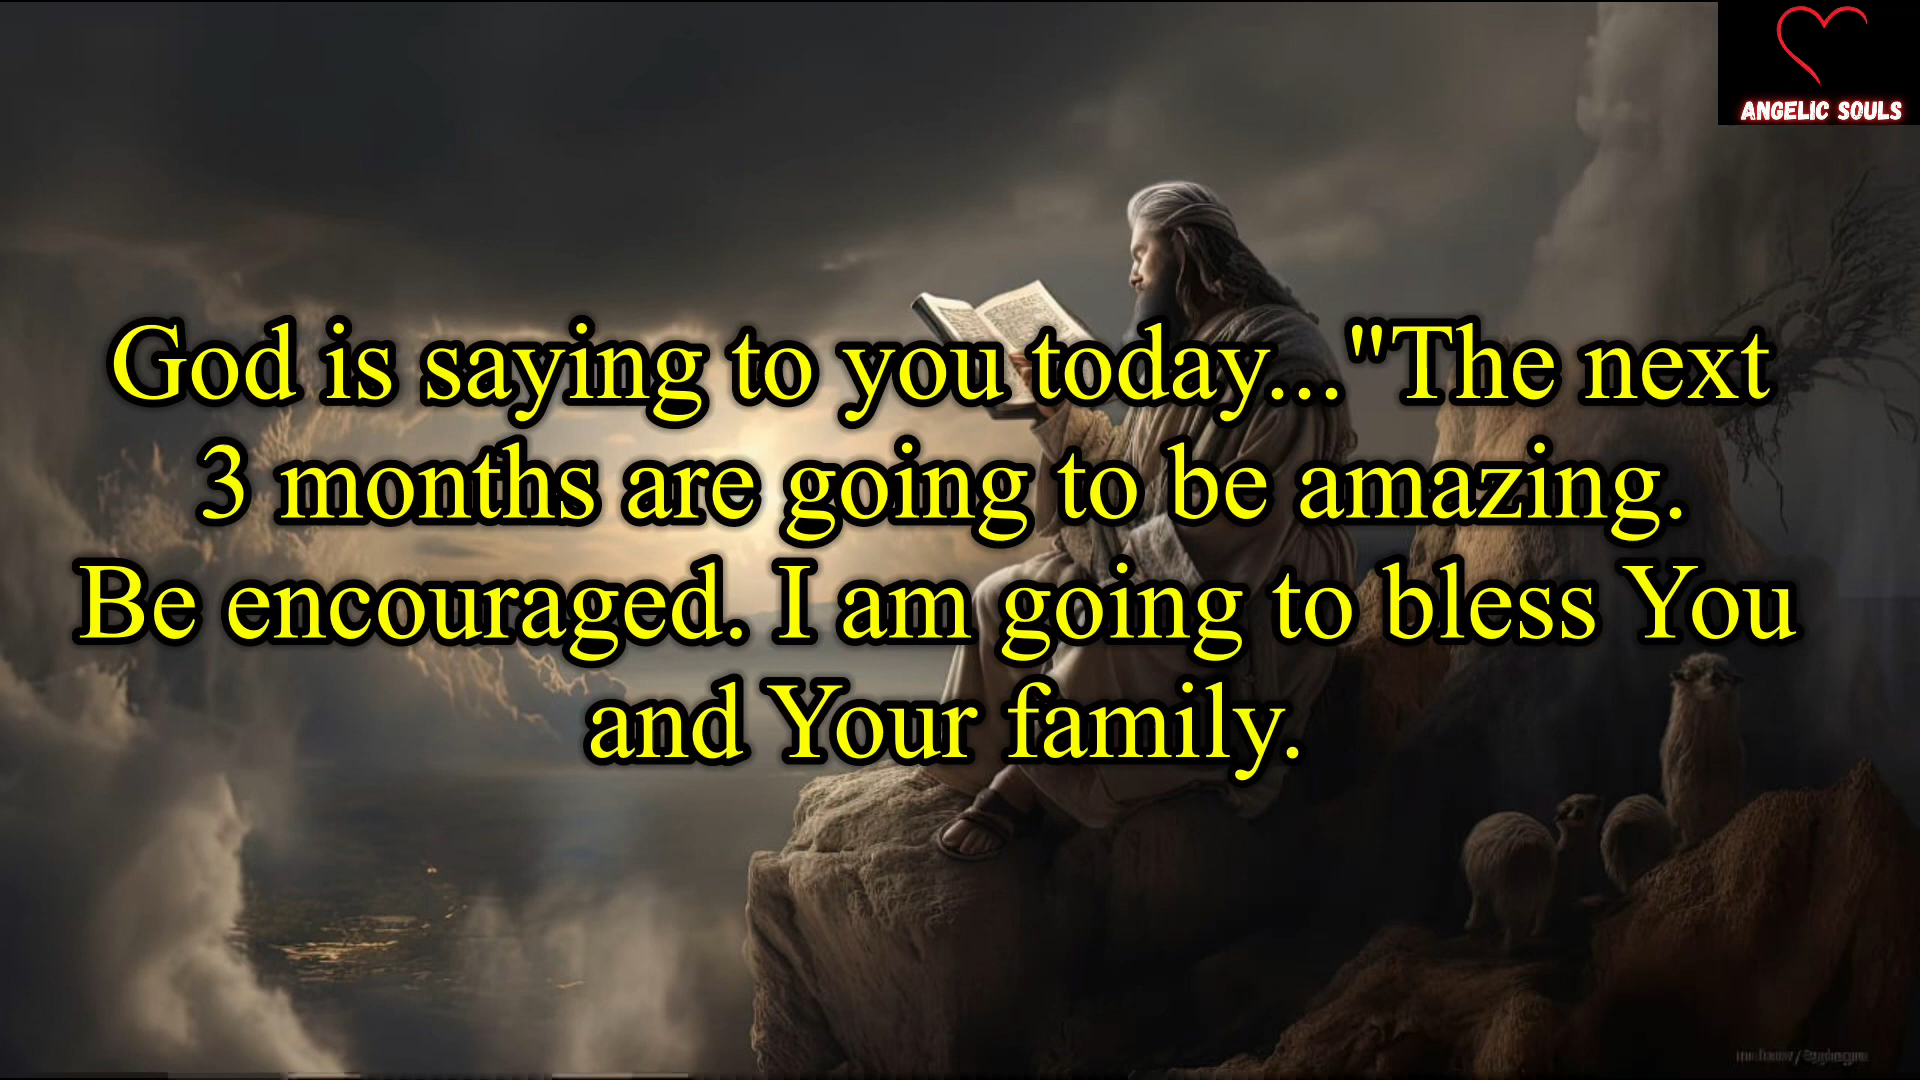 ANGELIC SOULS
God is saying to you today..."The next
3 months are going to be amazing.
Be encouraged. I am going to bless You
and Your family.